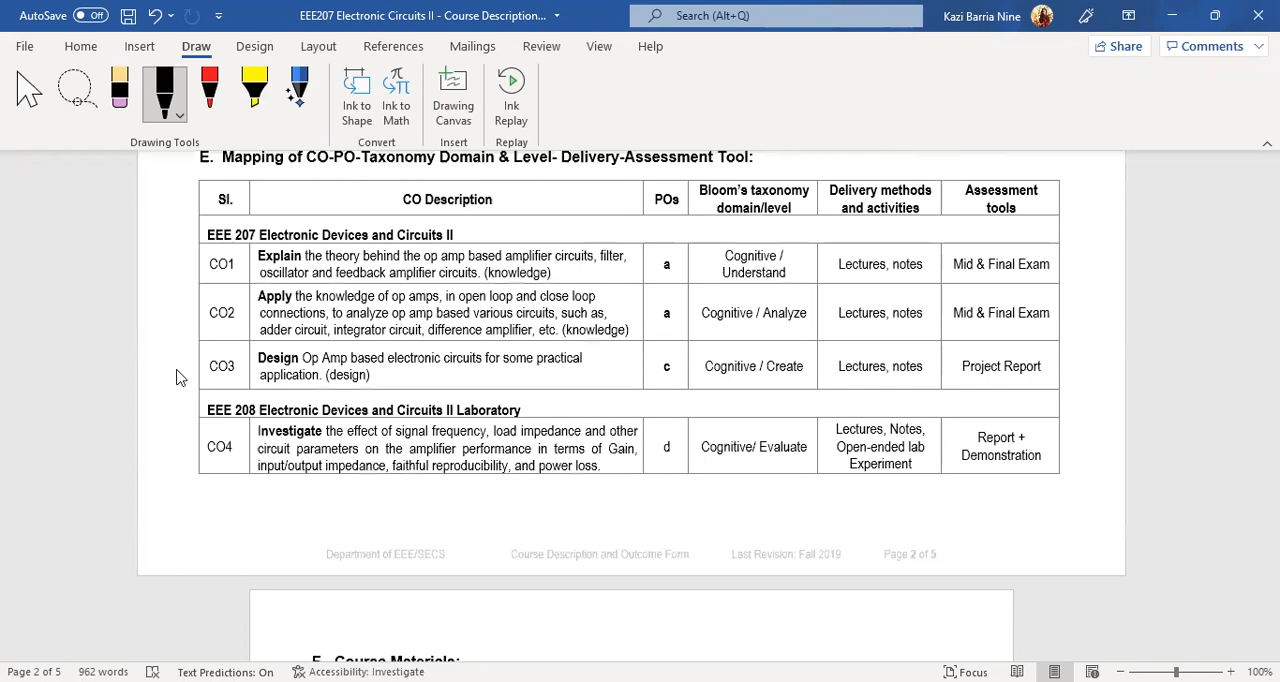 AutoSave Off EEE207 Electronic Circuits II - Course Description... Search (Alt+Q) Kazi Barria Nine
File Home Insert Draw Design Layout References Mailings Review View Help Share Comments
Ink to Shape
Ink to Math
Drawing Canvas
Ink Replay
Drawing Tools Convert Insert Replay
E. Mapping of CO-PO-Taxonomy Domain & Level- Delivery-Assessment Tool:
Sl. CO Description POs Bloom's taxonomy domain/level Delivery methods and activities Assessment tools
EEE 207 Electronic Devices and Circuits II
CO1
Explain the theory behind the op amp based amplifier circuits, filter,
oscillator and feedback amplifier circuits. (knowledge)
a
Cognitive /
Understand
Lectures, notes
Mid & Final Exam
CO2
Apply the knowledge of op amps, in open loop and close loop
connections, to analyze op amp based various circuits, such as,
adder circuit, integrator circuit, difference amplifier, etc. (knowledge)
a
Cognitive / Analyze
Lectures, notes
Mid & Final Exam
CO3
Design Op Amp based electronic circuits for some practical
application. (design)
c
Cognitive / Create
Lectures, notes
Project Report
EEE 208 Electronic Devices and Circuits II Laboratory
CO4
Investigate the effect of signal frequency, load impedance and other
circuit parameters on the amplifier performance in terms of Gain,
input/output impedance, faithful reproducibility, and power loss.
d
Cognitive/ Evaluate
Lectures, Notes,
Open-ended lab
Experiment
Report +
Demonstration
Department of EEE/SECS Course Description and Outcome Form Last Revision: Fall 2019 Page 2 of 5
F. Course Materials:
Page 2 of 5 962 words Text Predictions: On Accessibility: Investigate Focus 100%